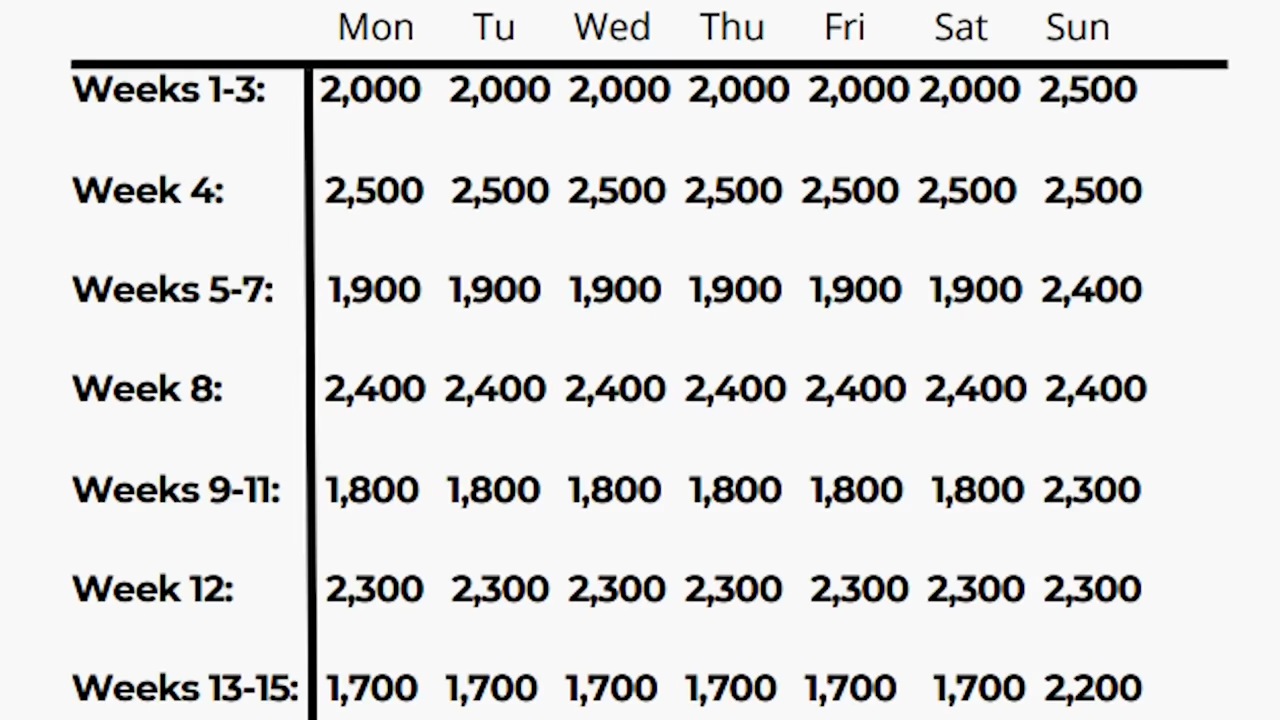 Mon Tu Wed Thu Fri Sat Sun
Weeks 1-3: 2,000 2,000 2,000 2,000 2,000 2,000 2,500
Week 4: 2,500 2,500 2,500 2,500 2,500 2,500 2,500
Weeks 5-7: 1,900 1,900 1,900 1,900 1,900 1,900 2,400
Week 8: 2,400 2,400 2,400 2,400 2,400 2,400 2,400
Weeks 9-11: 1,800 1,800 1,800 1,800 1,800 1,800 2,300
Week 12: 2,300 2,300 2,300 2,300 2,300 2,300 2,300
Weeks 13-15: 1,700 1,700 1,700 1,700 1,700 1,700 2,200